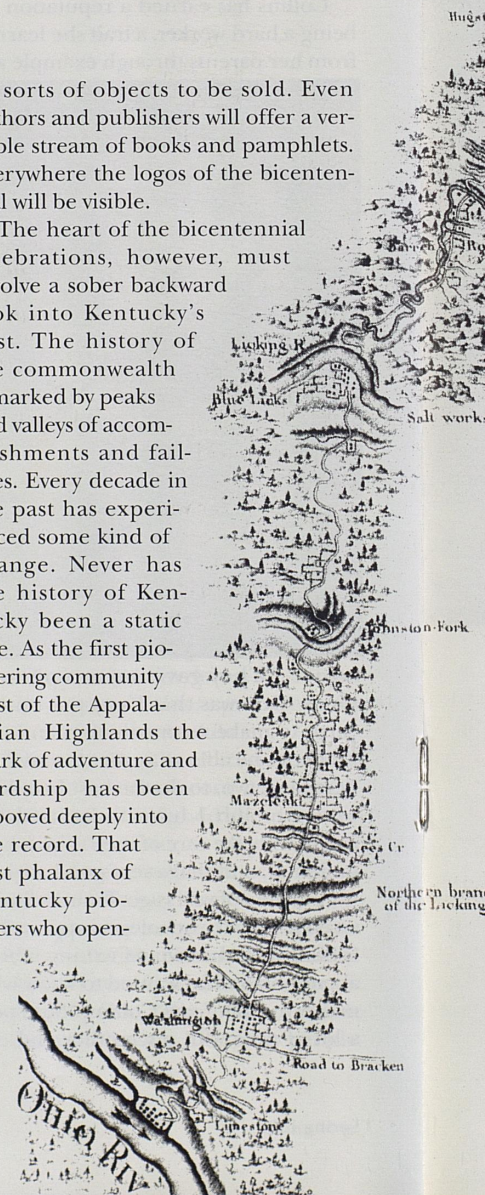 sorts of objects to be sold. Even
thors and publishers will offer a ver-
ble stream of books and pamphlets.
erywhere the logos of the bicenten-
l will be visible.
The heart of the bicentennial
ebrations, however, must
olve a sober backward
ok into Kentucky's
st. The history of
e commonwealth
marked by peaks
d valleys of accom-
shments and fail-
es. Every decade in
e past has experi-
ced some kind of
ange. Never has
e history of Ken-
cky been a static
e. As the first pio-
ering community
st of the Appala-
ian Highlands the
ark of adventure and
rdship has been
ooved deeply into
e record. That
st phalanx of
ntucky pio-
ers who open-
Licking R
Blue Licks
Salt works
Johnston-Fork
Lees Cr
Northern bran
of the Licking
Washington
Road to Bracken
Limestone
Ohio Riv